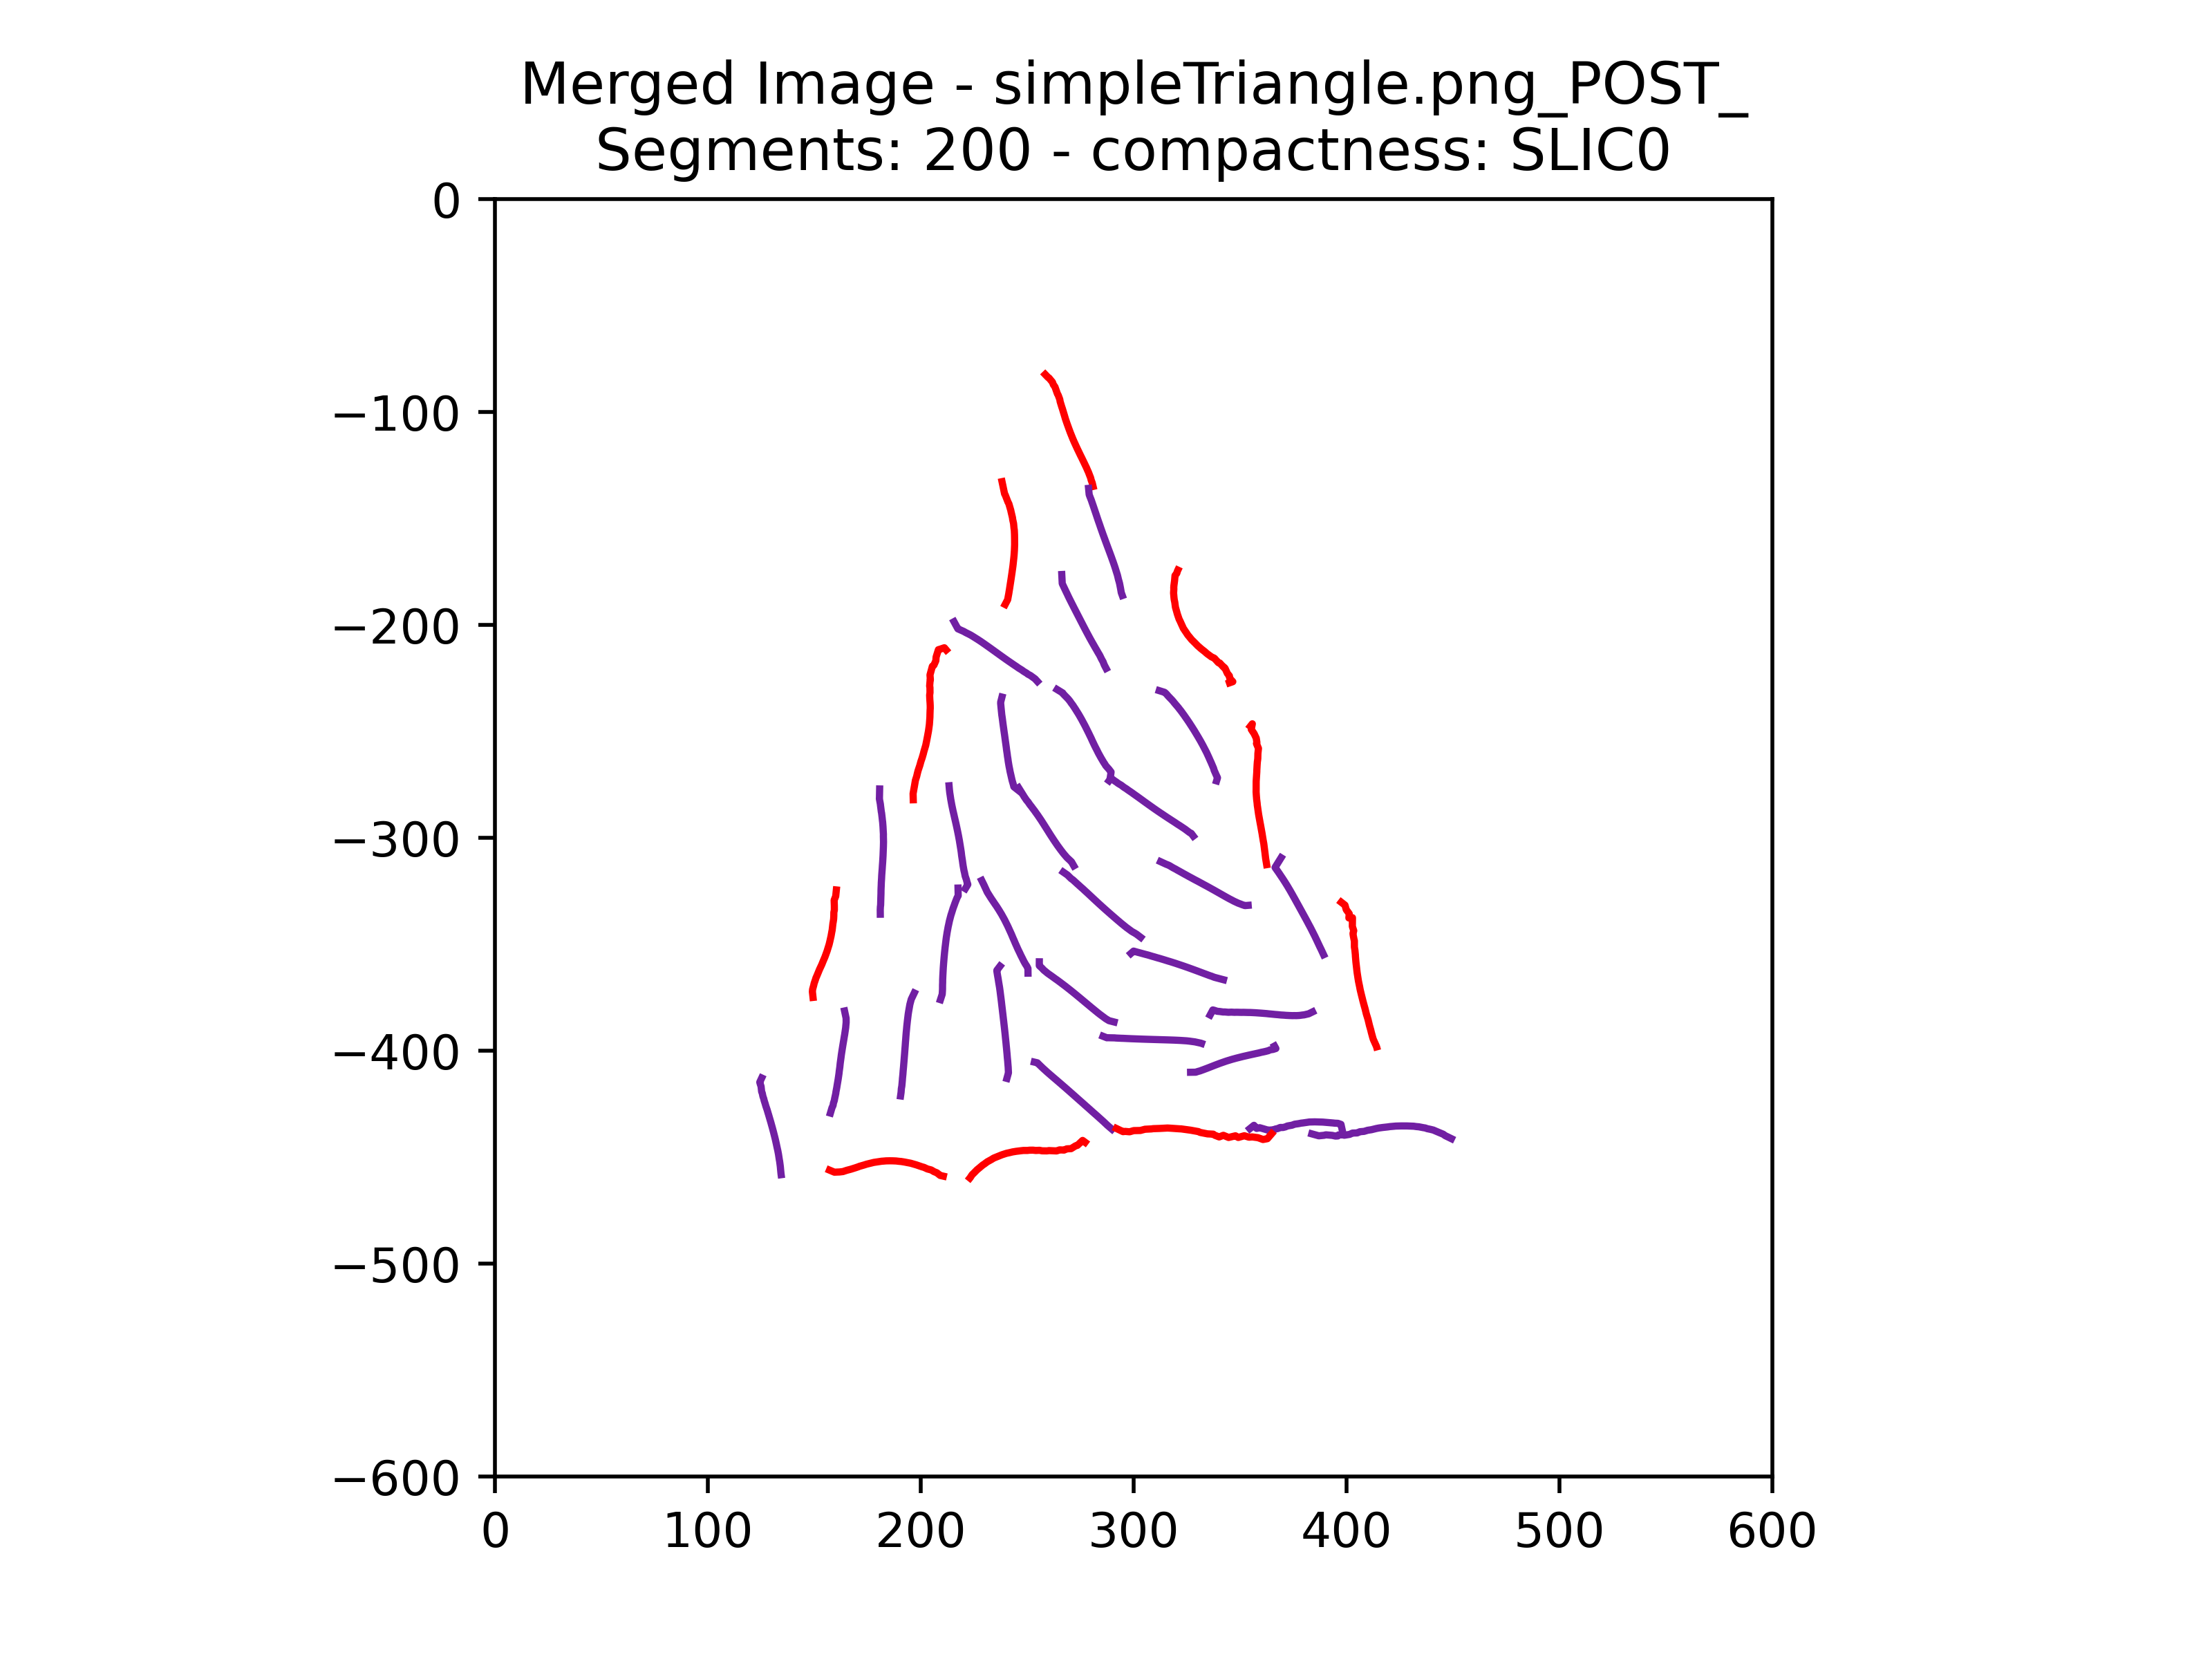 Merged Image - simpleTriangle.png_POST_
Segments: 200 - compactness: SLIC0
0
−100
−200
−300
−400
−500
−600
0 100 200 300 400 500 600